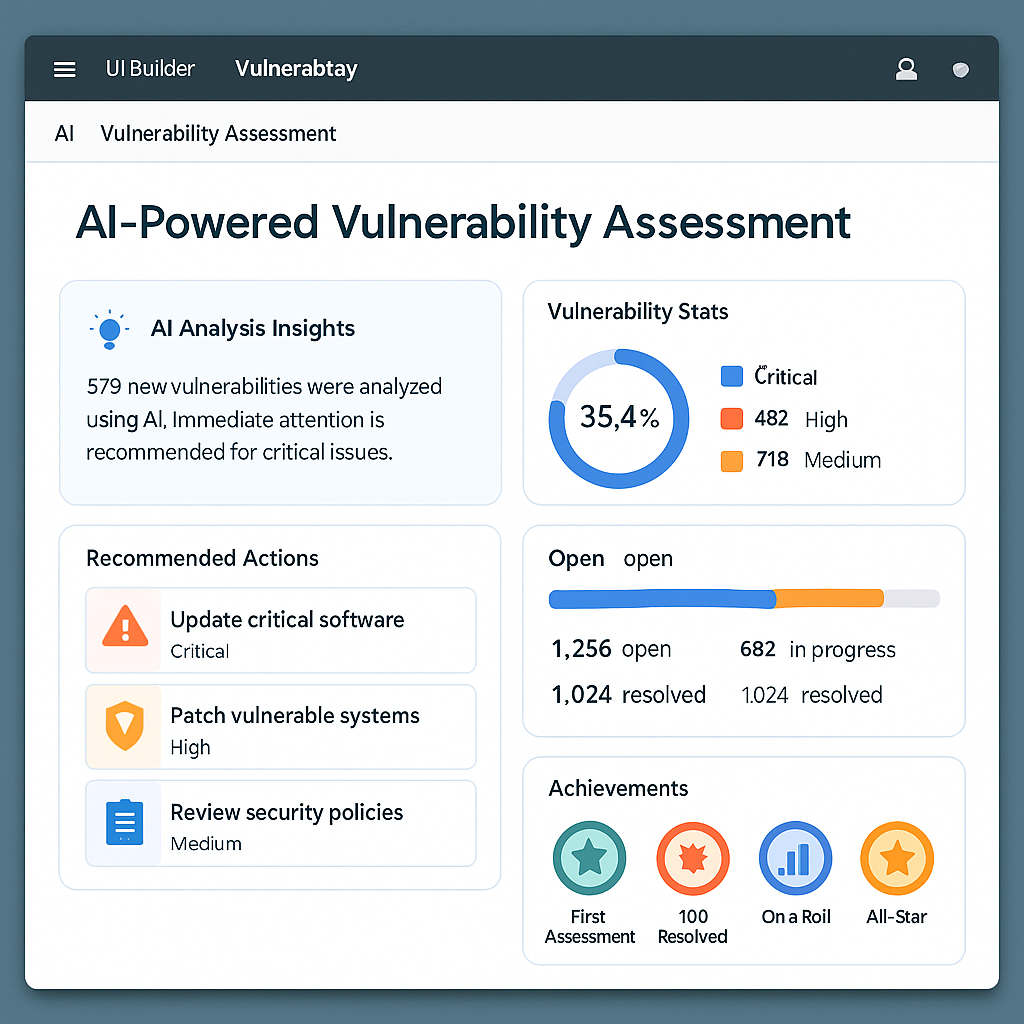 UI Builder Vulnerabtay
AI Vulnerability Assessment
AI-Powered Vulnerability Assessment
AI Analysis Insights
579 new vulnerabilities were analyzed
using AI, Immediate attention is
recommended for critical issues.
Vulnerability Stats
35,4%
Critical
482 High
718 Medium
Recommended Actions
Update critical software
Critical
Patch vulnerable systems
High
Review security policies
Medium
Open open
1,256 open 682 in progress
1,024 resolved 1.024 resolved
Achievements
First
Assessment
100
Resolved
On a Roil
All-Star